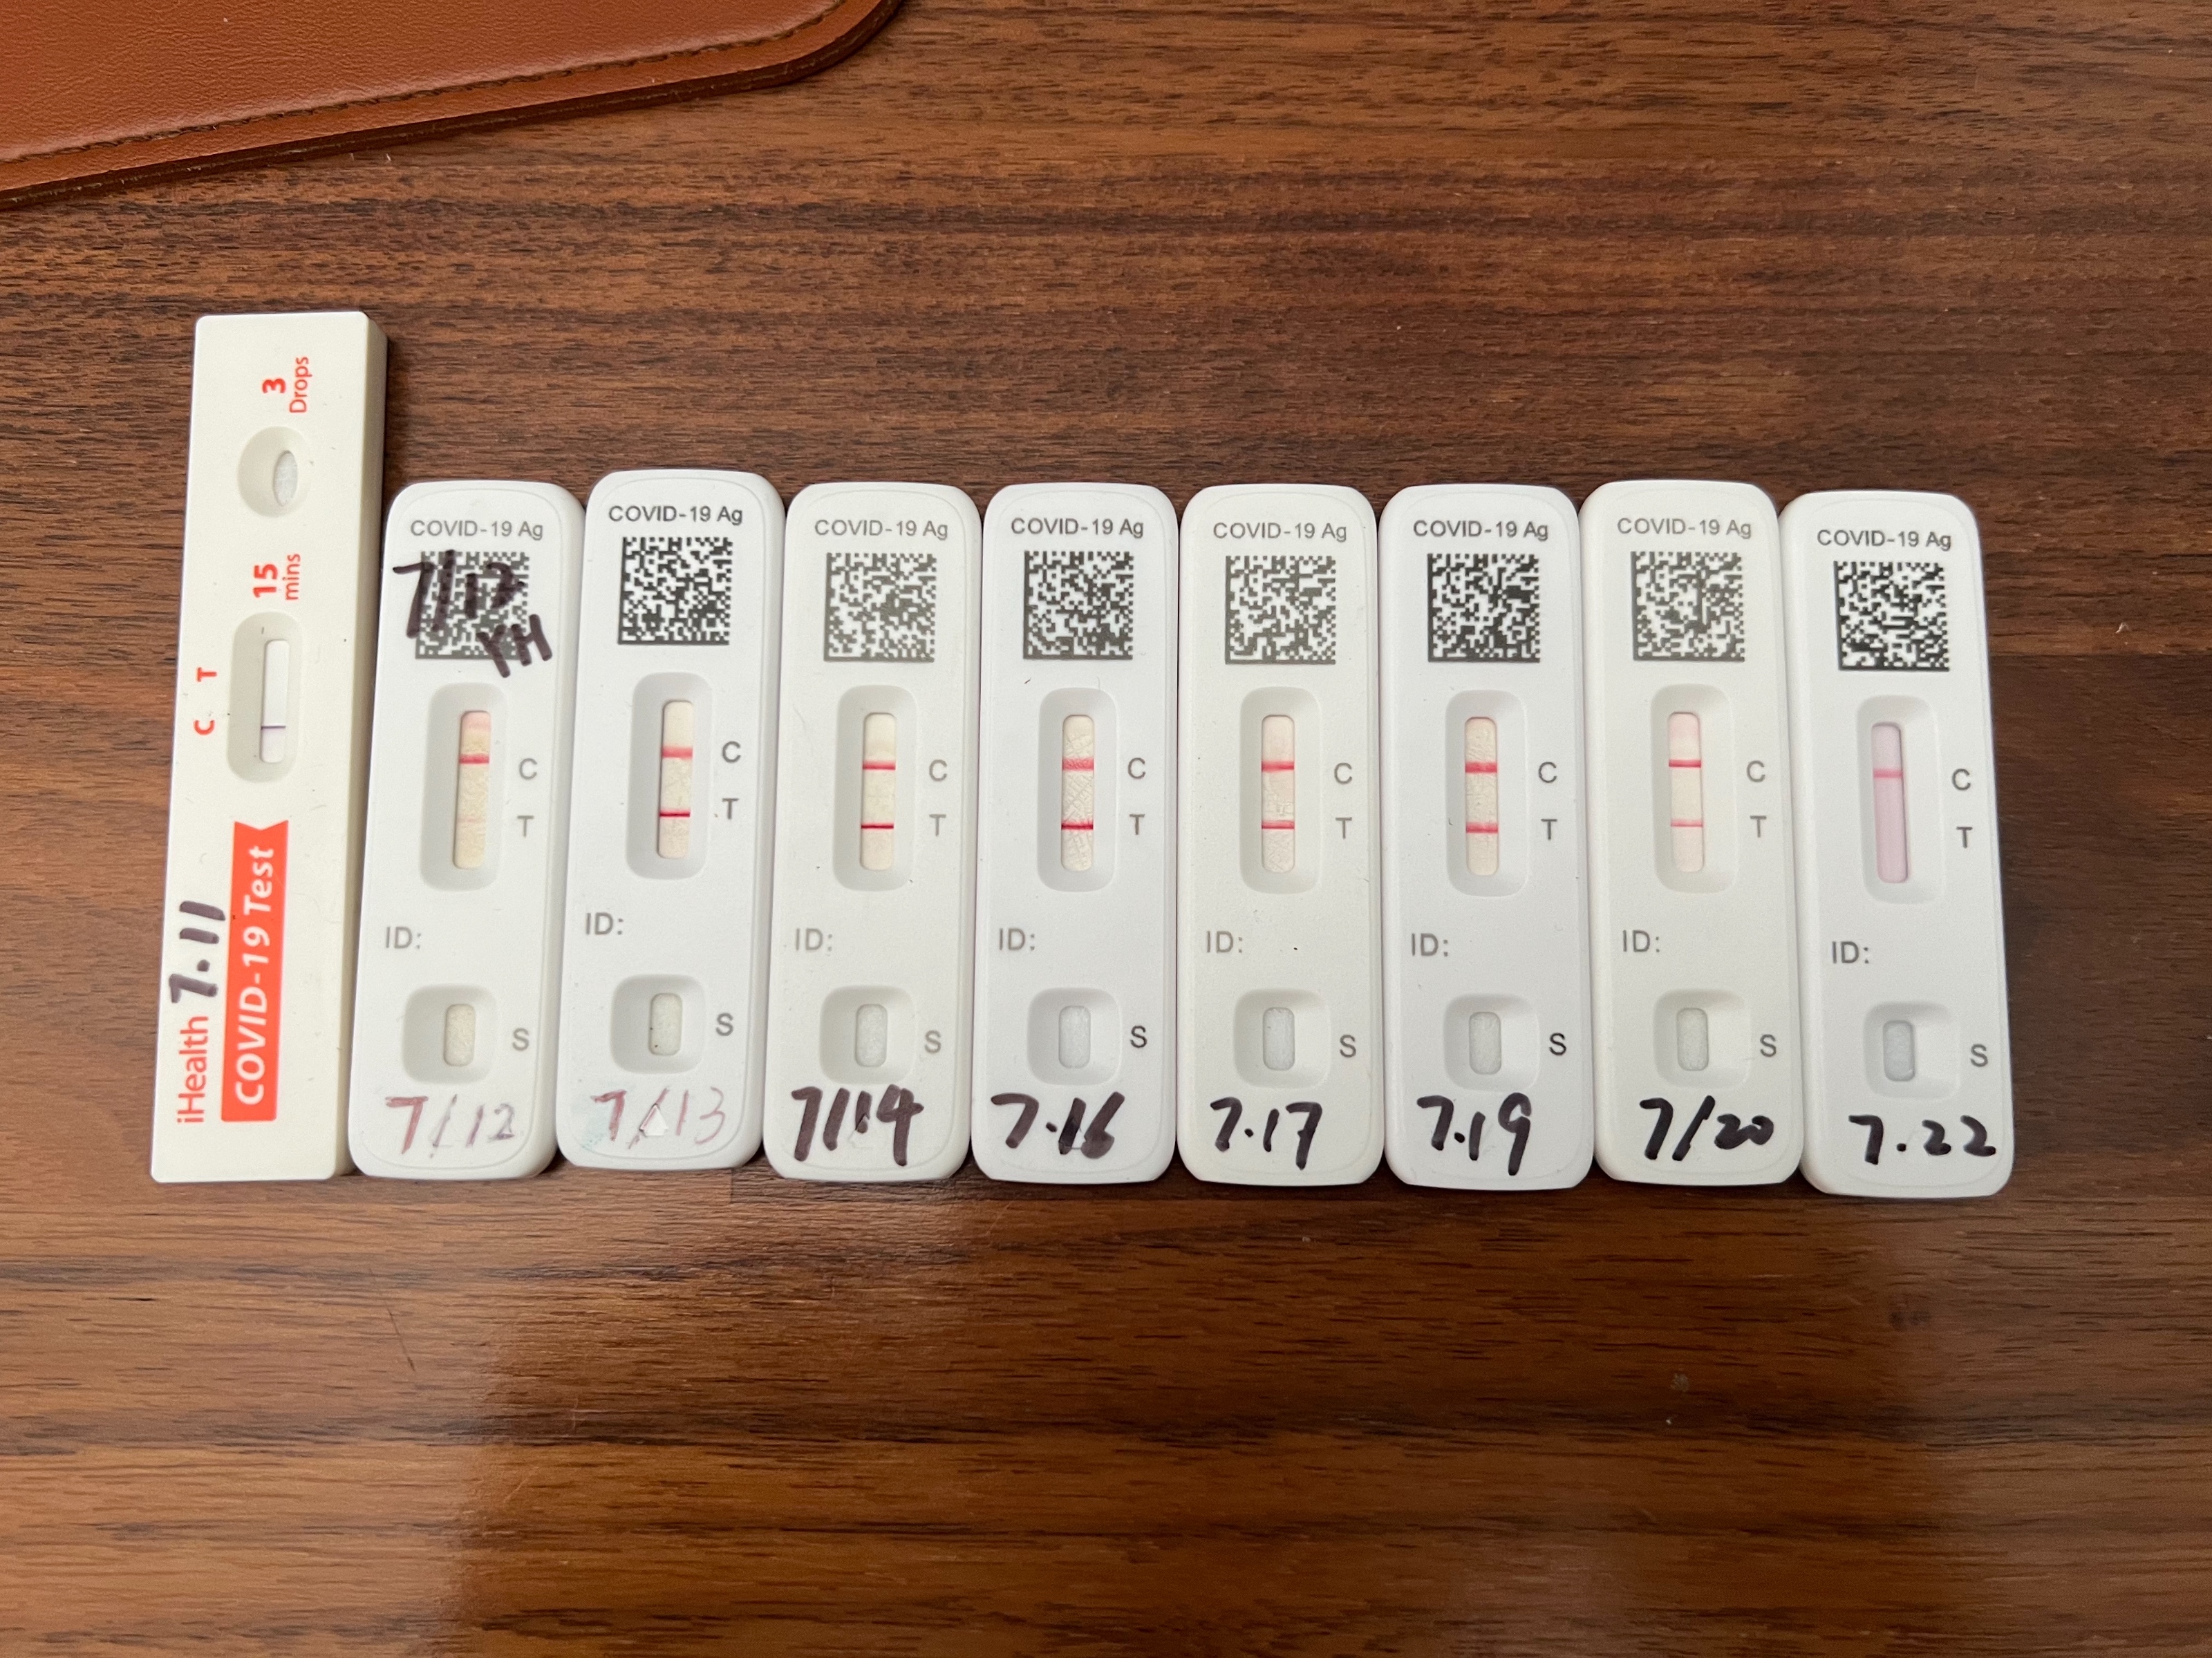 3
Drops
15
mins
C T
iHealth 7.11
COVID-19 Test
COVID-19 Ag
7/12
YH
C
T
ID:
S
7/12
COVID-19 Ag
C
T
ID:
S
7/13
COVID-19 Ag
C
T
ID:
S
7/14
COVID-19 Ag
C
T
ID:
S
7.16
COVID-19 Ag
C
T
ID:
S
7.17
COVID-19 Ag
C
T
ID:
S
7.19
COVID-19 Ag
C
T
ID:
S
7/20
COVID-19 Ag
C
T
ID:
S
7.22